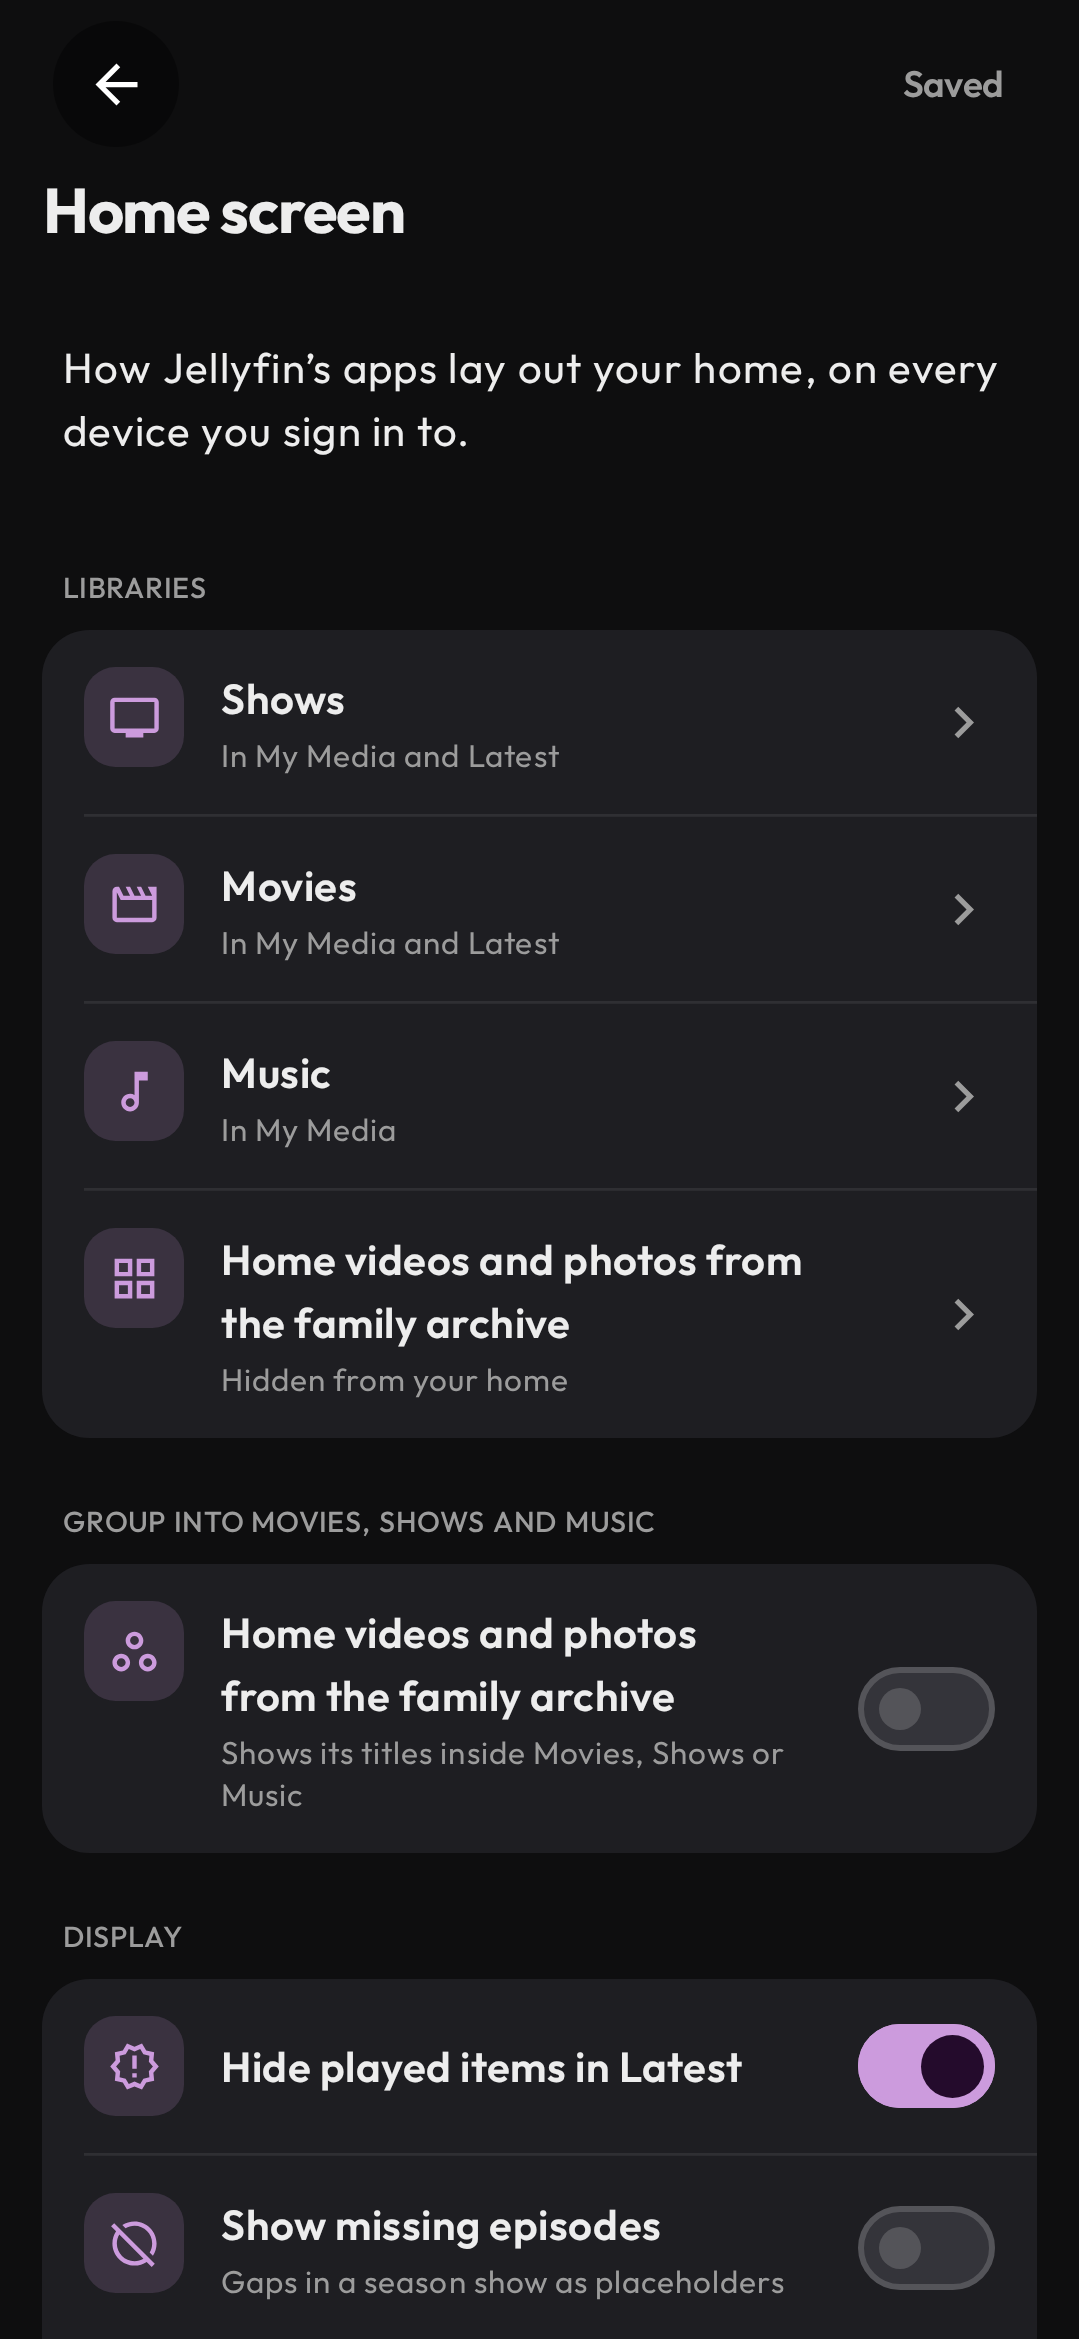 Saved
Home screen
How Jellyfin’s apps lay out your home, on every
device you sign in to.
LIBRARIES
Shows
In My Media and Latest
Movies
In My Media and Latest
Music
In My Media
Home videos and photos from
the family archive
Hidden from your home
GROUP INTO MOVIES, SHOWS AND MUSIC
Home videos and photos
from the family archive
Shows its titles inside Movies, Shows or
Music
DISPLAY
Hide played items in Latest
Show missing episodes
Gaps in a season show as placeholders